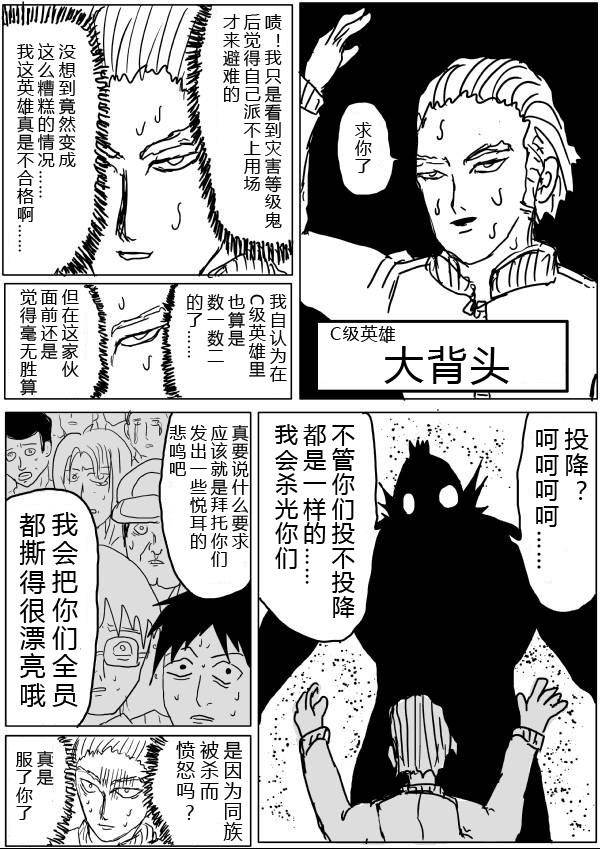 求你了
C级英雄
大背头
啧！我只是看到灾害等级鬼
后觉得自己派不上用场
才来避难的
没想到竟然变成
这么糟糕的情况……
我这英雄真是不合格啊……
我自认为在
C级英雄里
也算是
数一数二
的了……
但在这家伙
面前还是
觉得毫无胜算
投降？
呵呵呵呵……
不管你们投不投降
都是一样的……
我会杀光你们
真要说什么要求
应该就是拜托你们
发出一些悦耳的
悲鸣吧
我会把你们全员
都撕得很漂亮哦
是因为同族
被杀而
愤怒吗？
真是
服了你了